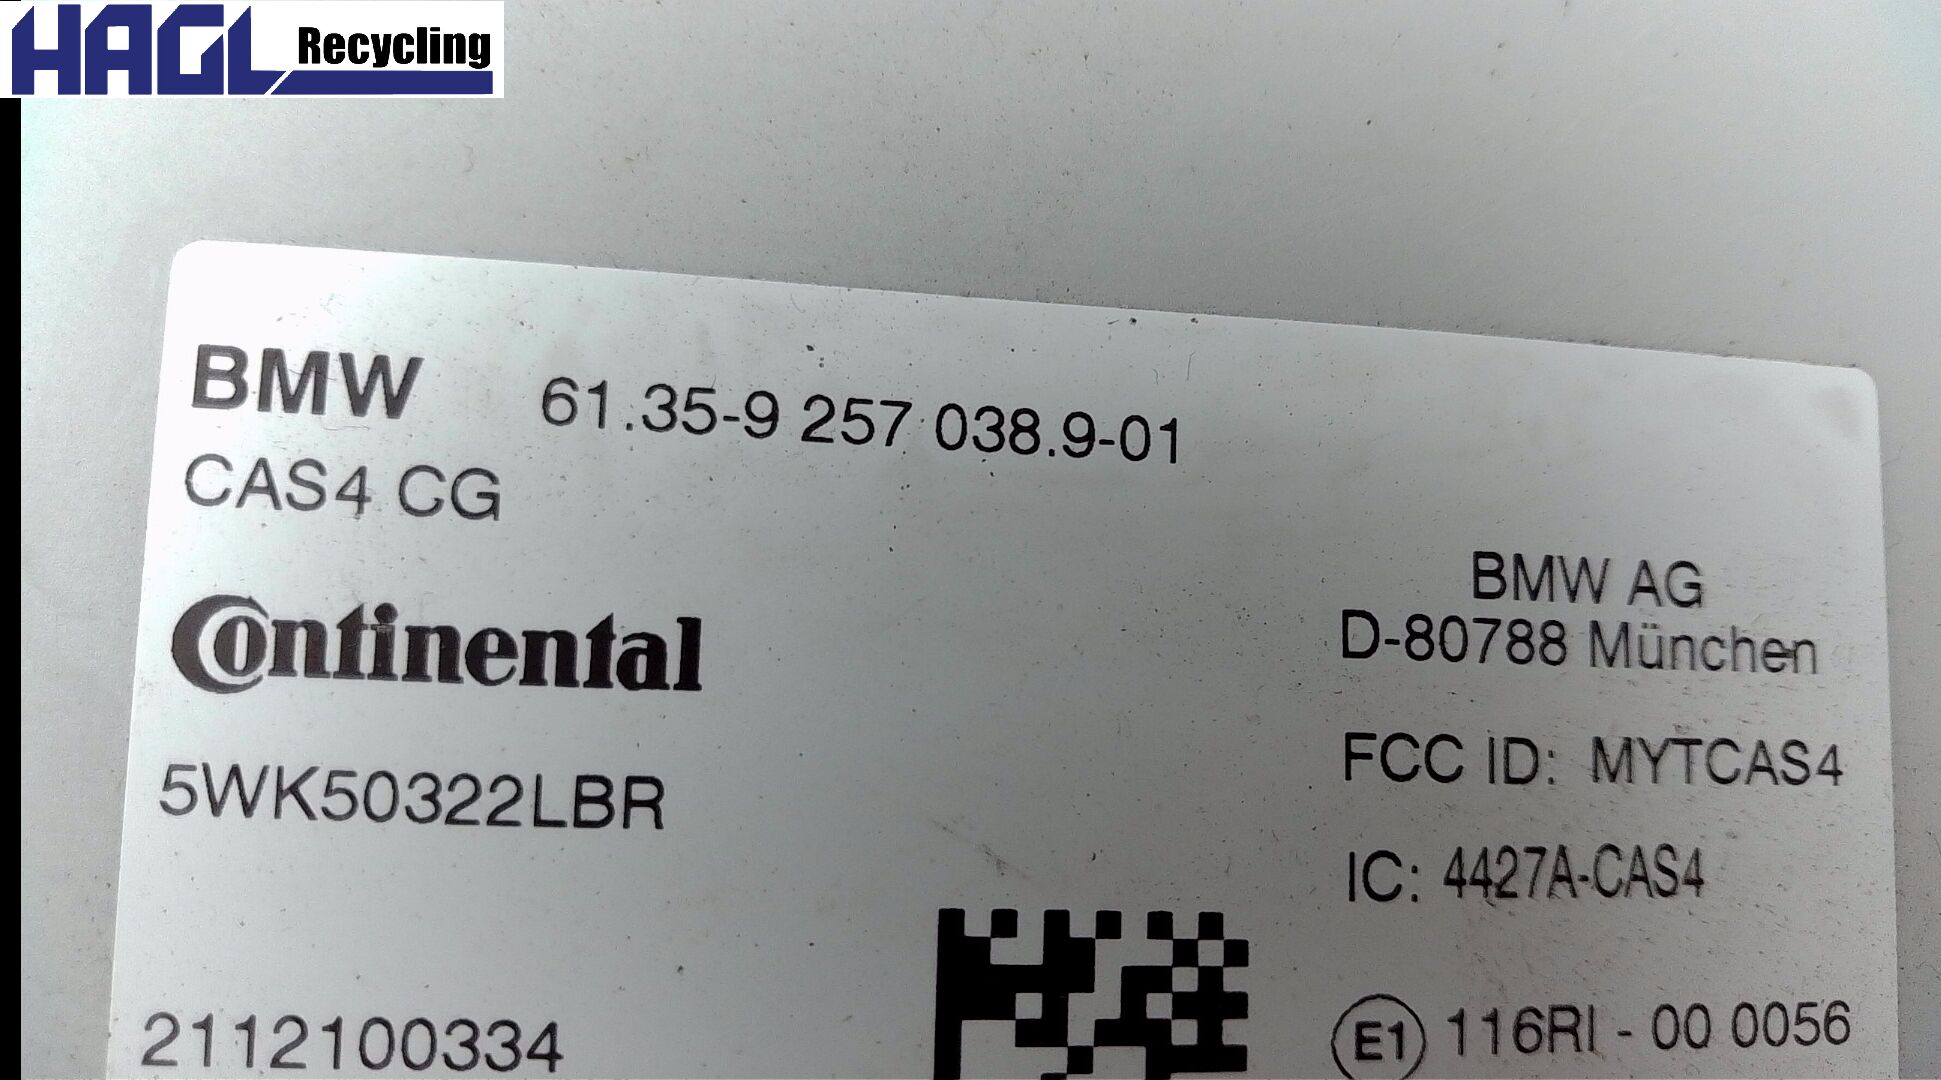 HAGL Recycling
BMW 61.35-9 257 038.9-01
CAS4 CG
Continental
5WK50322LBR
2112100334
BMW AG
D-80788 München
FCC ID: MYTCAS4
IC: 4427A-CAS4
E1 116RI - 00 0056